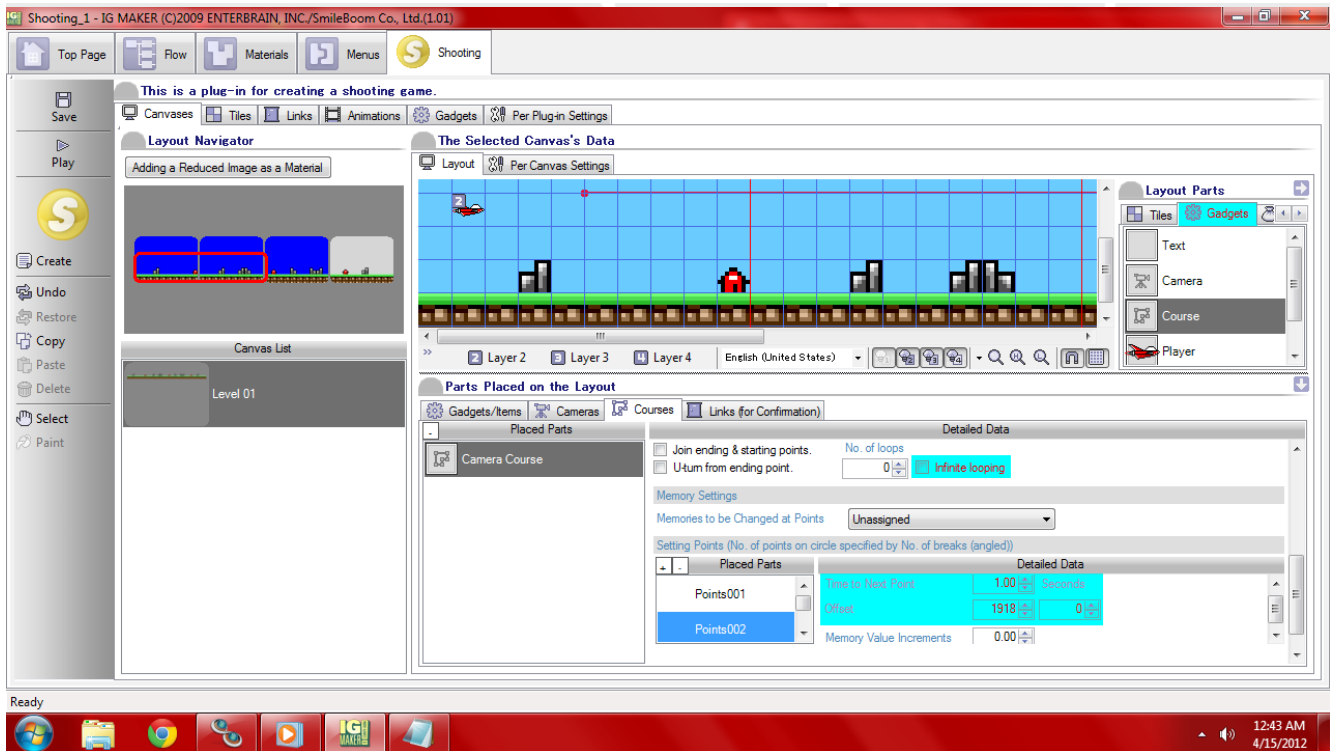 Shooting_1 - IG MAKER (C)2009 ENTERBRAIN, INC./SmileBoom Co., Ltd.(1.01)
Top Page Flow Materials Menus Shooting
Save
Play
Create
Undo
Restore
Copy
Paste
Delete
Select
Paint
This is a plug-in for creating a shooting game.
Canvases Tiles Links Animations Gadgets Per Plug-in Settings
Layout Navigator
Adding a Reduced Image as a Material
Canvas List
Level 01
The Selected Canvas's Data
Layout Per Canvas Settings
2
Layer 2 Layer 3 Layer 4 English (United States)
Layout Parts
Tiles Gadgets
Text
Camera
Course
Player
Parts Placed on the Layout
Gadgets/Items Cameras Courses Links (for Confirmation)
Placed Parts
Camera Course
Detailed Data
Join ending & starting points. No. of loops
U-turn from ending point. 0 Infinite looping
Memory Settings
Memories to be Changed at Points Unassigned
Setting Points (No. of points on circle specified by No. of breaks (angled))
Placed Parts Detailed Data
Points001
Points002
Time to Next Point 1.00 Seconds
Offset 1918 0
Memory Value Increments 0.00
Ready
IG MAKER
12:43 AM
4/15/2012